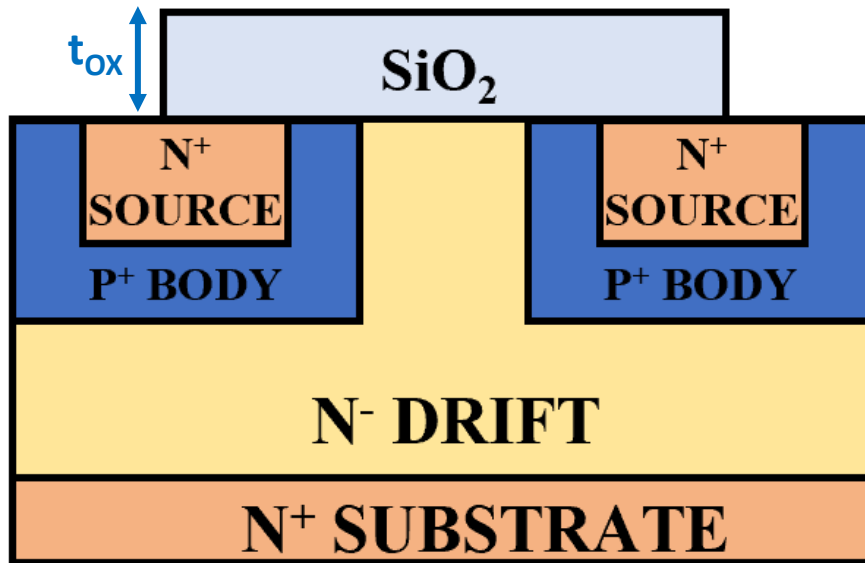 tOX
SiO₂
N⁺
SOURCE
N⁺
SOURCE
P⁺ BODY
P⁺ BODY
N⁻ DRIFT
N⁺ SUBSTRATE